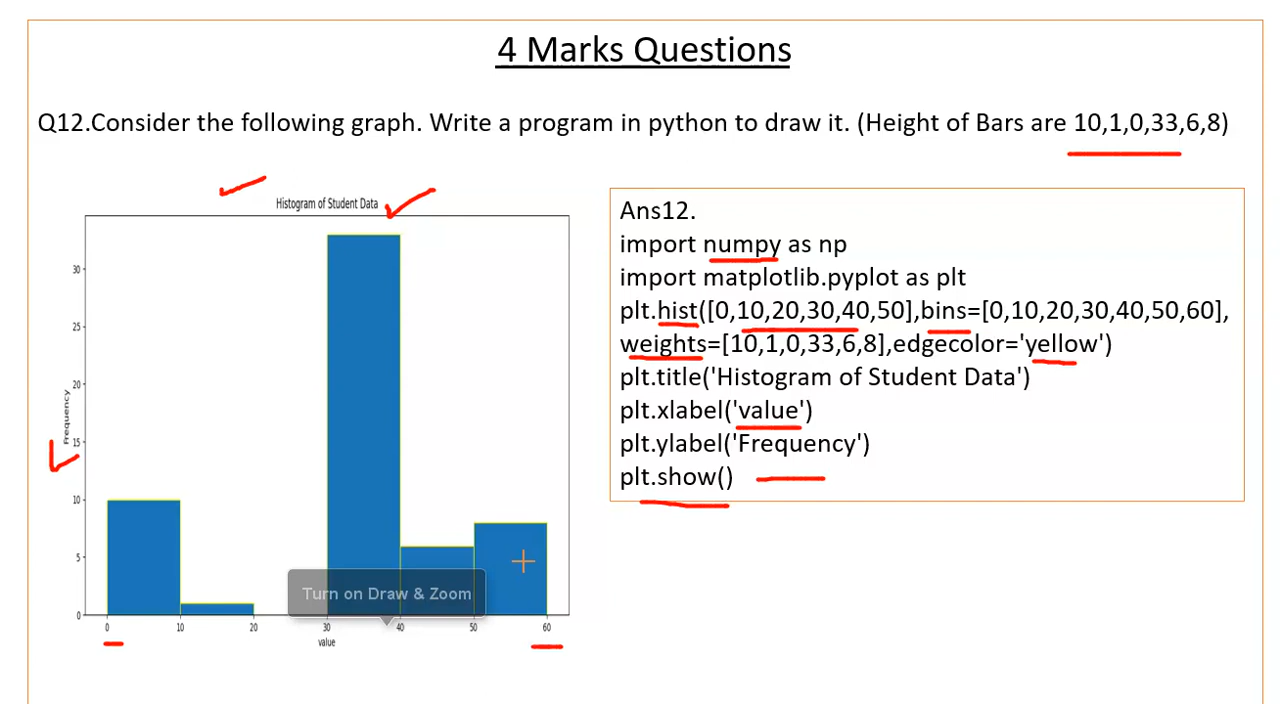 4 Marks Questions
Q12.Consider the following graph. Write a program in python to draw it. (Height of Bars are 10,1,0,33,6,8)
Histogram of Student Data
30
25
20
15
10
5
0
Frequency
0 10 20 30 40 50 60
value
Turn on Draw & Zoom
Ans12.
import numpy as np
import matplotlib.pyplot as plt
plt.hist([0,10,20,30,40,50],bins=[0,10,20,30,40,50,60],
weights=[10,1,0,33,6,8],edgecolor='yellow')
plt.title('Histogram of Student Data')
plt.xlabel('value')
plt.ylabel('Frequency')
plt.show()